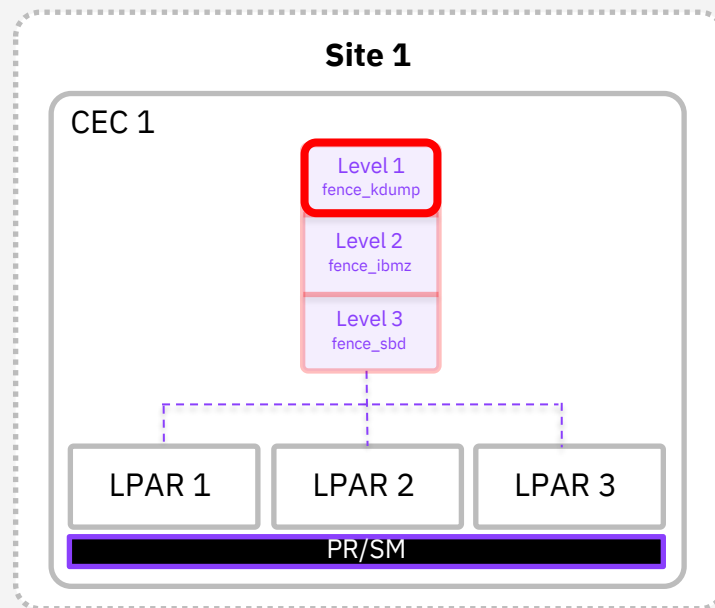 Site 1
CEC 1
Level 1
fence_kdump
Level 2
fence_ibmz
Level 3
fence_sbd
LPAR 1
LPAR 2
LPAR 3
PR/SM